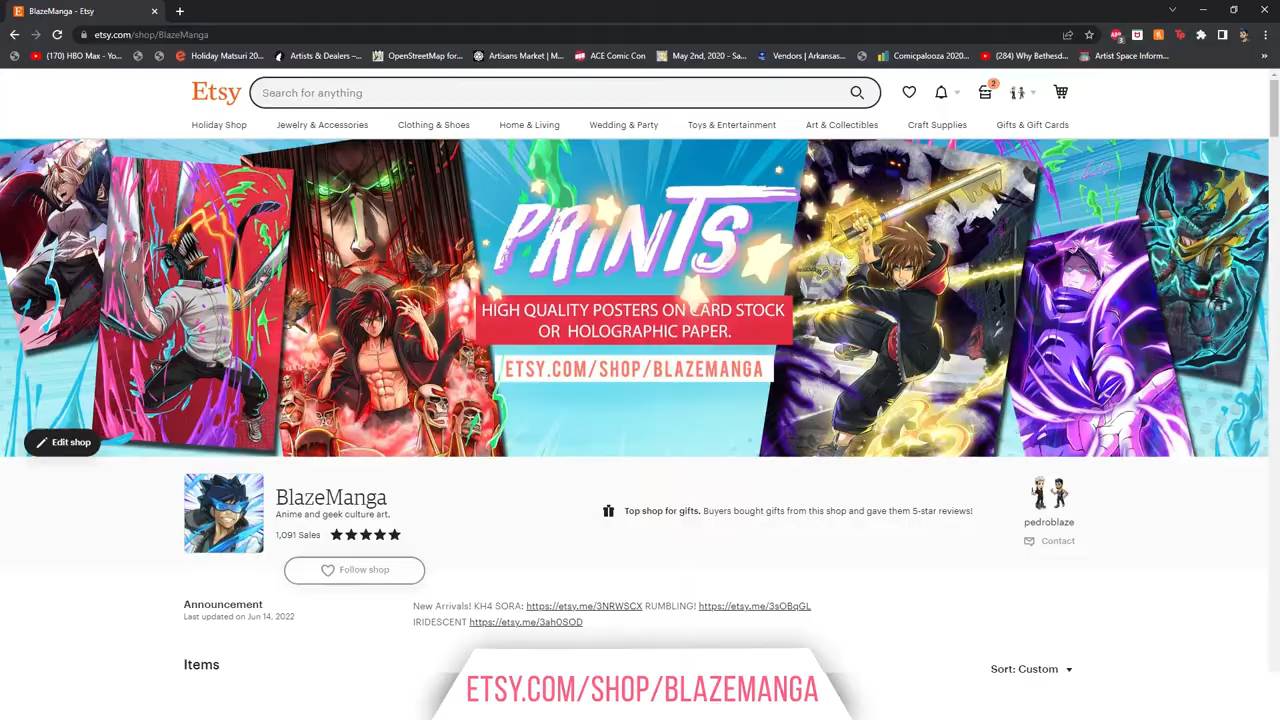 BlazeManga - Etsy
etsy.com/shop/BlazeManga
(170) HBO Max - Yo...
Holiday Matsuri 20...
Artists & Dealers –...
OpenStreetMap for...
Artisans Market | M...
ACE Comic Con
May 2nd, 2020 - Sa...
Vendors | Arkansas...
Comicpalooza 2020...
(284) Why Bethesd...
Artist Space Inform...
Etsy
Search for anything
2
Holiday Shop
Jewelry & Accessories
Clothing & Shoes
Home & Living
Wedding & Party
Toys & Entertainment
Art & Collectibles
Craft Supplies
Gifts & Gift Cards
PRINTS
HIGH QUALITY POSTERS ON CARD STOCK
OR HOLOGRAPHIC PAPER.
ETSY.COM/SHOP/BLAZEMANGA
Edit shop
BlazeManga
Anime and geek culture art.
1,091 Sales
Follow shop
Top shop for gifts. Buyers bought gifts from this shop and gave them 5-star reviews!
pedroblaze
Contact
Announcement
Last updated on Jun 14, 2022
New Arrivals! KH4 SORA: https://etsy.me/3NRWSCX RUMBLING! https://etsy.me/3sOBqGL
IRIDESCENT https://etsy.me/3ah0SOD
Items
Sort: Custom
ETSY.COM/SHOP/BLAZEMANGA